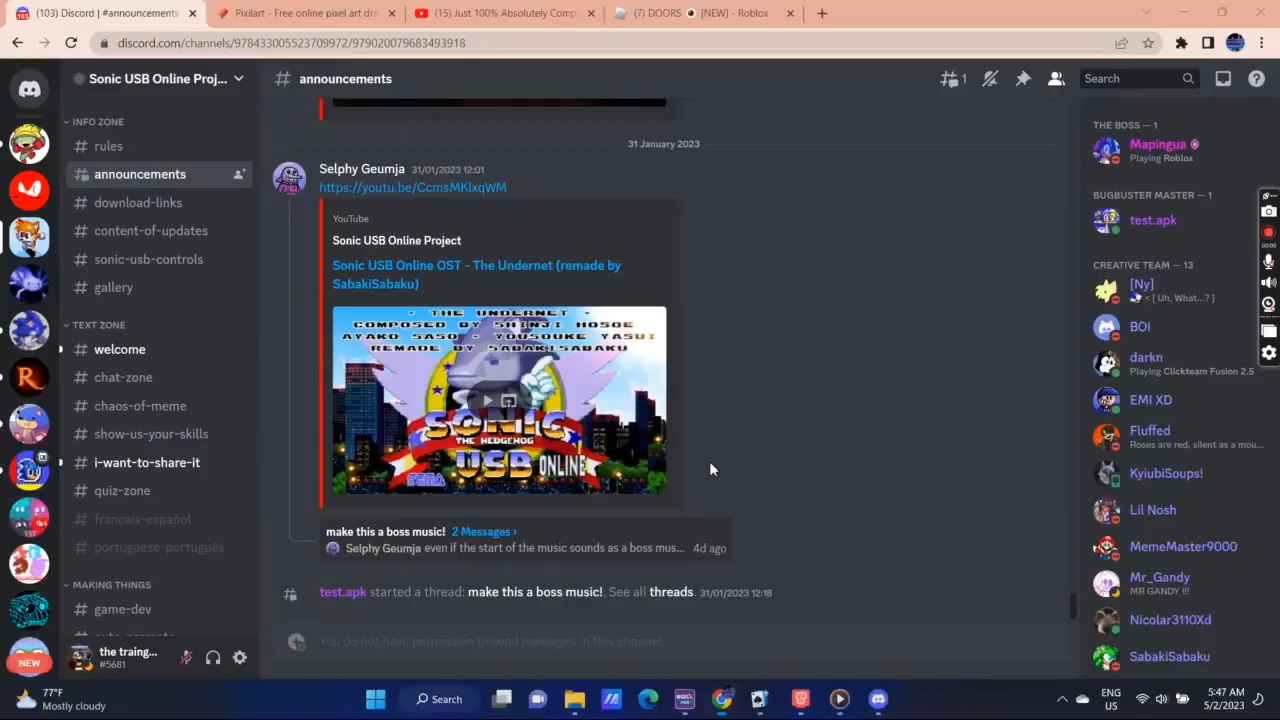 (103) Discord | #announcements
Pixilart - Free online pixel art dra
(15) Just 100% Absolutely Compl
(7) DOORS 👁 [NEW] - Roblox
discord.com/channels/978433005523709972/979020079683493918
Sonic USB Online Proj...
announcements
1
Search
INFO ZONE
rules
announcements
download-links
content-of-updates
sonic-usb-controls
gallery
TEXT ZONE
welcome
chat-zone
chaos-of-meme
show-us-your-skills
i-want-to-share-it
quiz-zone
français-español
portuguese-português
MAKING THINGS
game-dev
NEW
the traing...
#5681
31 January 2023
Selphy Geumja 31/01/2023 12:01
https://youtu.be/CcmsMKlxqWM
YouTube
Sonic USB Online Project
Sonic USB Online OST - The Undernet (remade by
SabakiSabaku)
- THE UNDERNET -
COMPOSED BY SHINJI HOSOE
AYAKO SASO - YOUSOUKE YASUI
REMADE BY SABAKISABAKU
SONIC
THE HEDGEHOG
USB ONLINE
SEGA
make this a boss music! 2 Messages ›
Selphy Geumja even if the start of the music sounds as a boss mus... 4d ago
test.apk started a thread: make this a boss music!. See all threads. 31/01/2023 12:18
You do not have permission to send messages in this channel.
THE BOSS — 1
Mapingua
Playing Roblox
BUGBUSTER MASTER — 1
test.apk
CREATIVE TEAM — 13
[Ny]
< [ Uh, What...? ]
BOI
darkn
Playing Clickteam Fusion 2.5
EMI XD
Fluffed
Roses are red, silent as a mou...
KyiubiSoups!
Lil Nosh
MemeMaster9000
Mr_Gandy
MR GANDY !!!
Nicolar3110Xd
SabakiSabaku
00:00
77°F
Mostly cloudy
Search
ENG
US
5:47 AM
5/2/2023